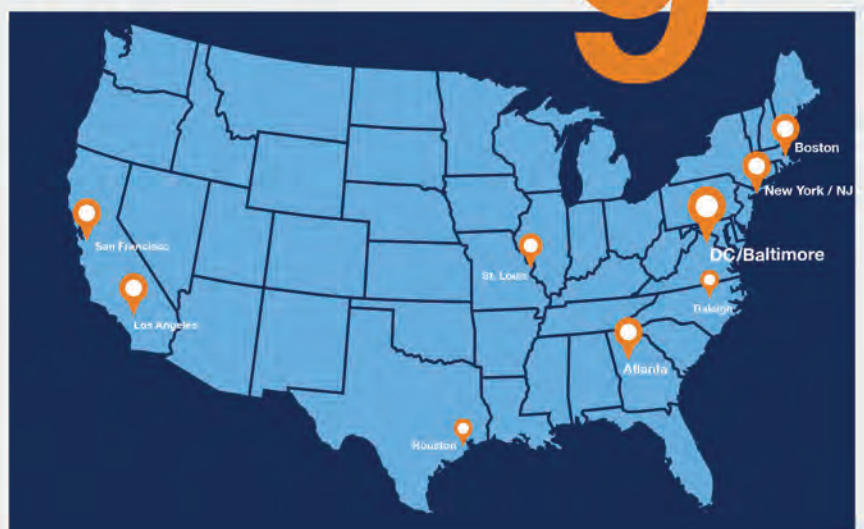 9
Boston
New York / NJ
DC/Baltimore
San Francisco
St. Louis
Raleigh
Los Angeles
Atlanta
Houston